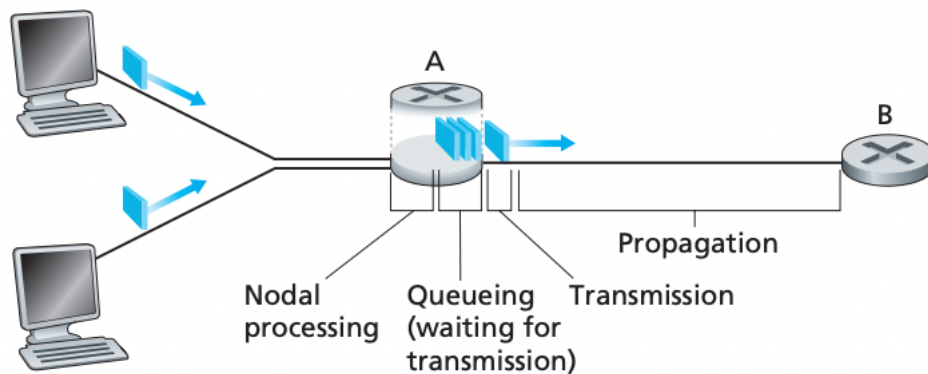 A
B
Propagation
Nodal
processing
Queueing
(waiting for
transmission)
Transmission